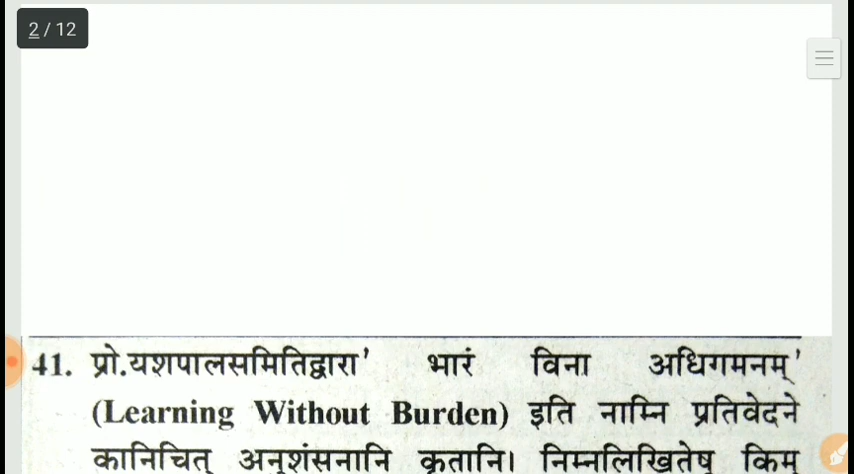 2 / 12
41. प्रो.यशपालसमितिद्वारा' भारं विना अधिगमनम्'
(Learning Without Burden) इति नाम्नि प्रतिवेदने
कानिचित् अनुशंसनानि कृतानि। निम्नलिखितेषु किम्